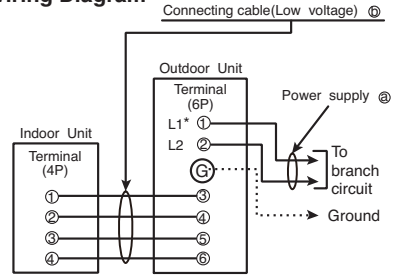 Wiring Diagram
Connecting cable(Low voltage) ⓑ
Outdoor Unit
Terminal
(6P)
Power supply ⓐ
L1* ①
L2 ②
Indoor Unit
Terminal
(4P)
G
To
branch
circuit
Ground
① ③
② ④
③ ⑤
④ ⑥